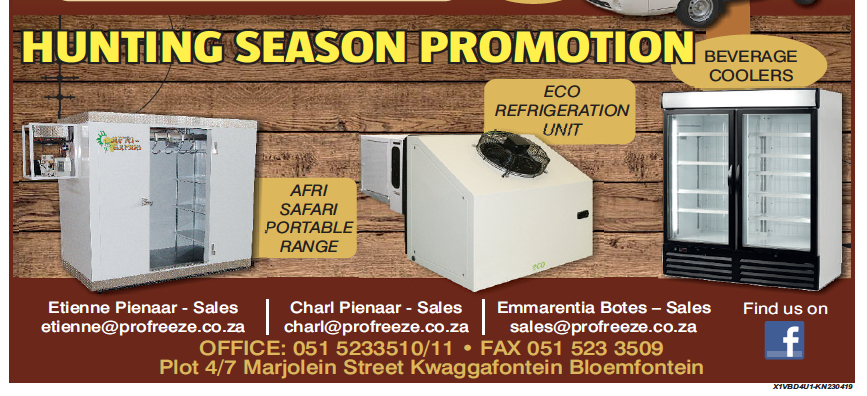 HUNTING SEASON PROMOTION
BEVERAGE
COOLERS
ECO
REFRIGERATION
UNIT
AFRI
SAFARI
PORTABLE
RANGE
eco
Etienne Pienaar - Sales
etienne@profreeze.co.za
Charl Pienaar - Sales
charl@profreeze.co.za
Emmarentia Botes – Sales
sales@profreeze.co.za
Find us on
f
OFFICE: 051 5233510/11 • FAX 051 523 3509
Plot 4/7 Marjolein Street Kwaggafontein Bloemfontein
X1VBD4U1-KN230419